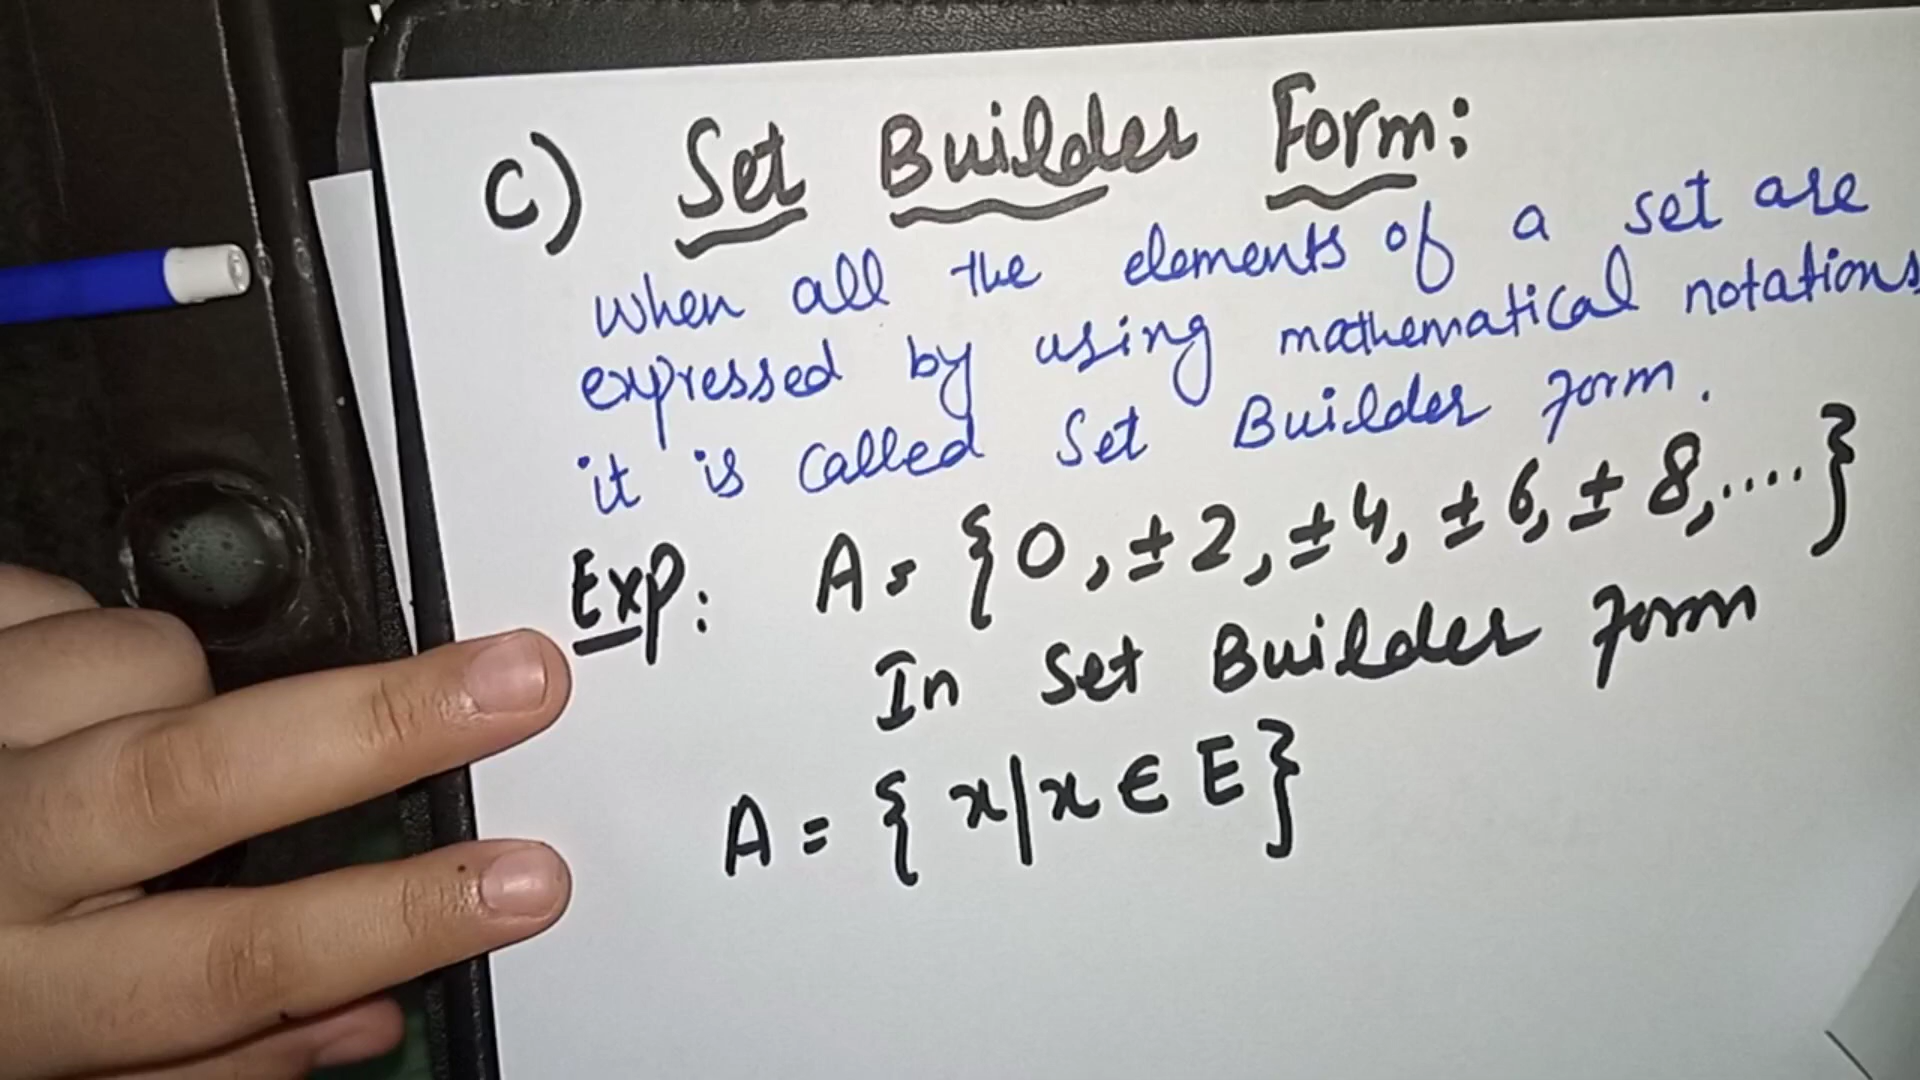 C) Set Builder Form:
when all the elements of a set are
expressed by using mathematical notations,
it is called Set Builder form.
Exp: A = {0, ±2, ±4, ±6, ±8, ....}
In Set Builder form
A = { x/x ∈ E}